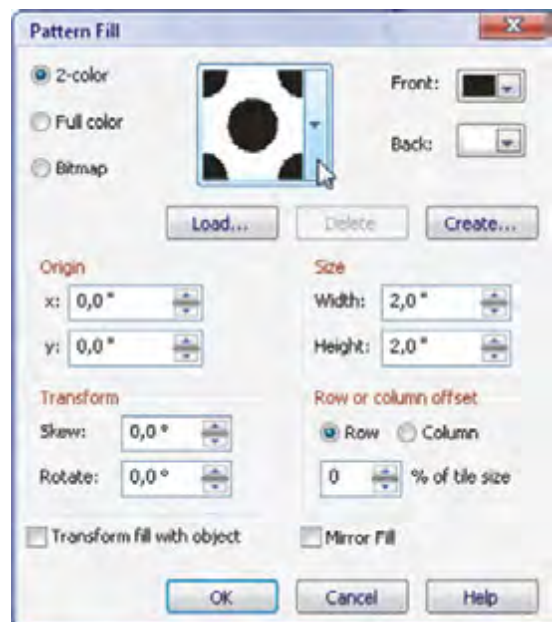 Pattern Fill
2-color
Full color
Bitmap
Front:
Back:
Load... Delete Create...
Origin
x: 0,0 "
y: 0,0 "
Size
Width: 2,0 "
Height: 2,0 "
Transform
Skew: 0,0 °
Rotate: 0,0 °
Row or column offset
Row Column
0 % of tile size
Transform fill with object
Mirror Fill
OK Cancel Help